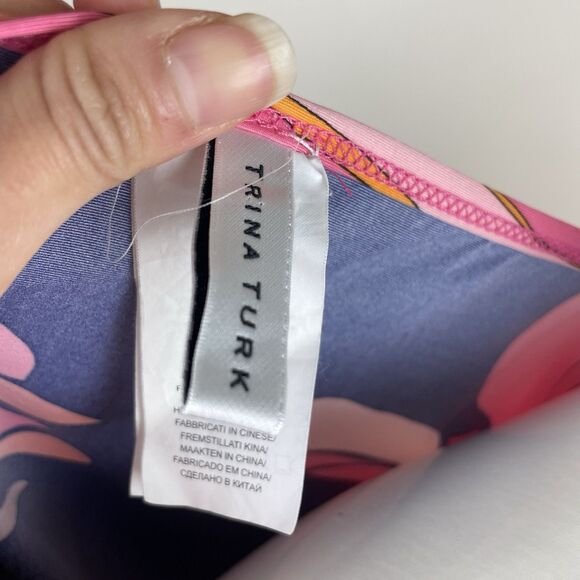 TRINA TURK
FABBRICATI IN CINESE/
FREMSTILLATI KINA/
MAAKTEN IN CHINA/
FABRICADO EM CHINA/
СДЕЛАНО В КИТАЙ